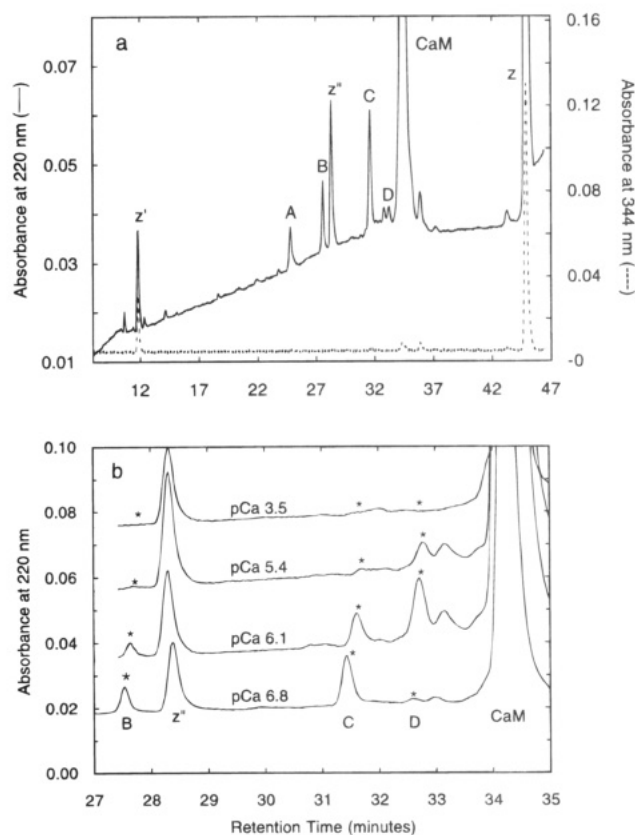 a
CaM
z'
A
B
z"
C
D
z
0.07
0.05
0.03
0.01
0.16
0.12
0.08
0.04
-0
12 17 22 27 32 37 42 47
Absorbance at 220 nm (—)
Absorbance at 344 nm (----)
b
pCa 3.5
* * *
pCa 5.4
* * *
pCa 6.1
* * *
pCa 6.8
* * *
B z" C D CaM
0.10
0.08
0.06
0.04
0.02
0.00
27 28 29 30 31 32 33 34 35
Absorbance at 220 nm
Retention Time (minutes)